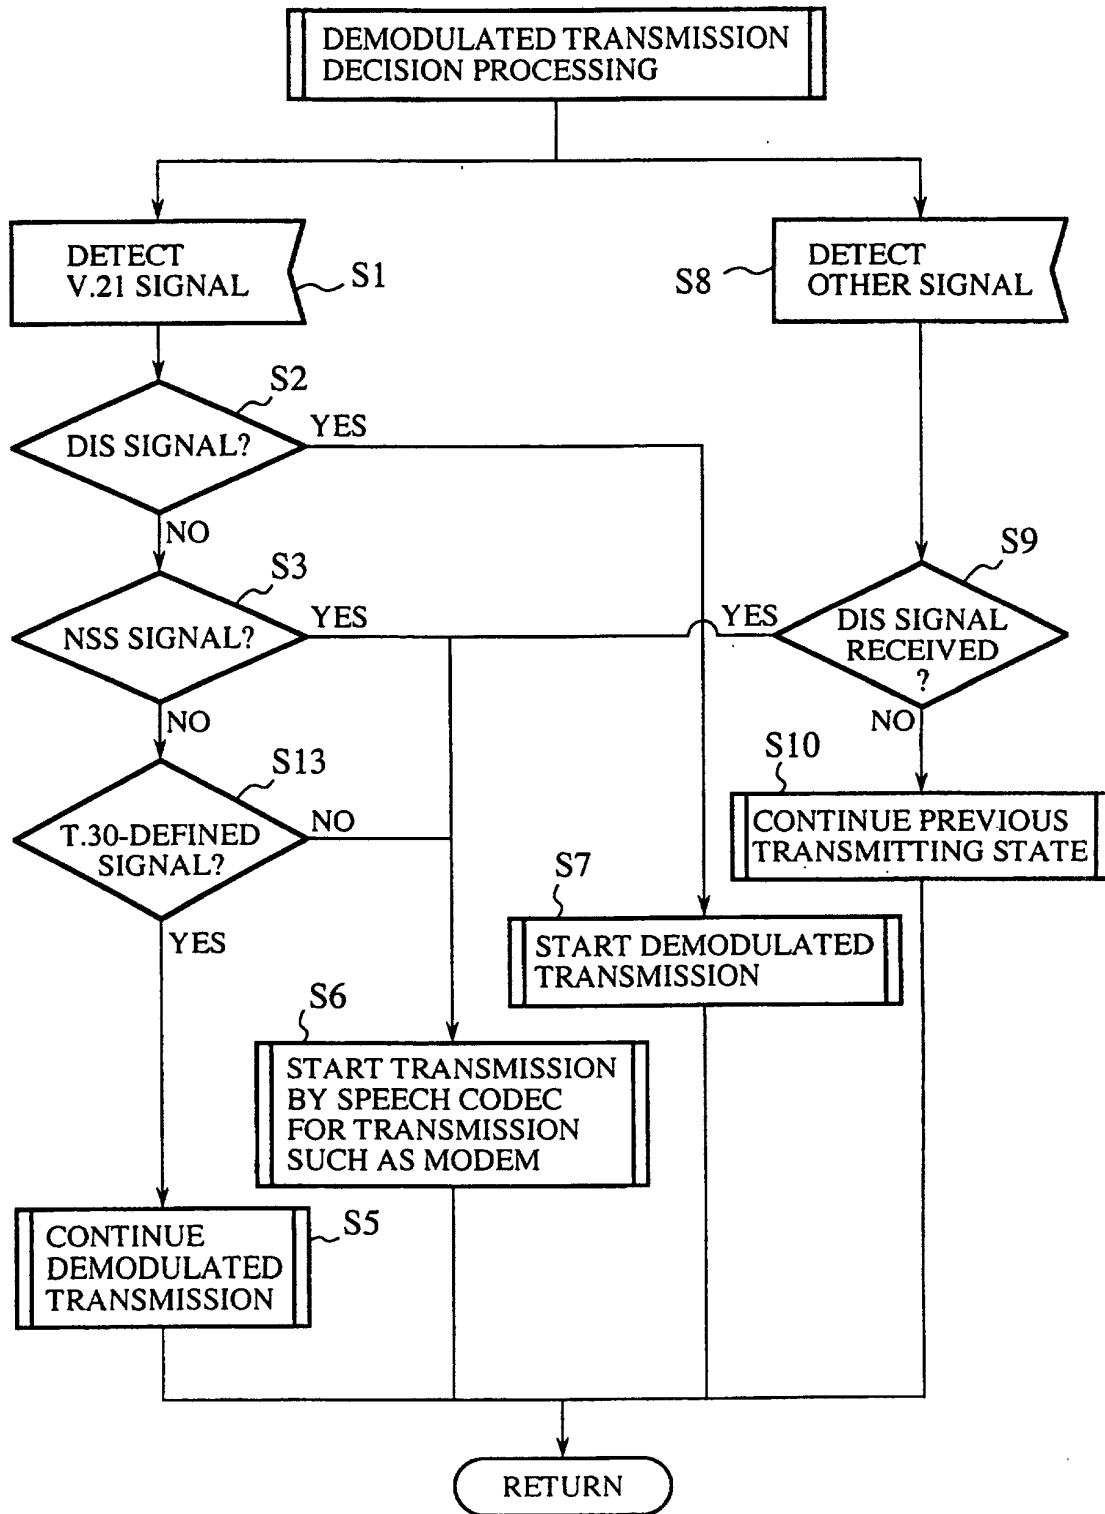 DEMODULATED TRANSMISSION
DECISION PROCESSING
DETECT
V.21 SIGNAL
S1
S8
DETECT
OTHER SIGNAL
S2
DIS SIGNAL?
YES
NO
S3
NSS SIGNAL?
YES
NO
S9
YES
DIS SIGNAL
RECEIVED
?
NO
S13
T.30-DEFINED
SIGNAL?
NO
YES
S10
CONTINUE PREVIOUS
TRANSMITTING STATE
S7
START DEMODULATED
TRANSMISSION
S6
START TRANSMISSION
BY SPEECH CODEC
FOR TRANSMISSION
SUCH AS MODEM
S5
CONTINUE
DEMODULATED
TRANSMISSION
RETURN